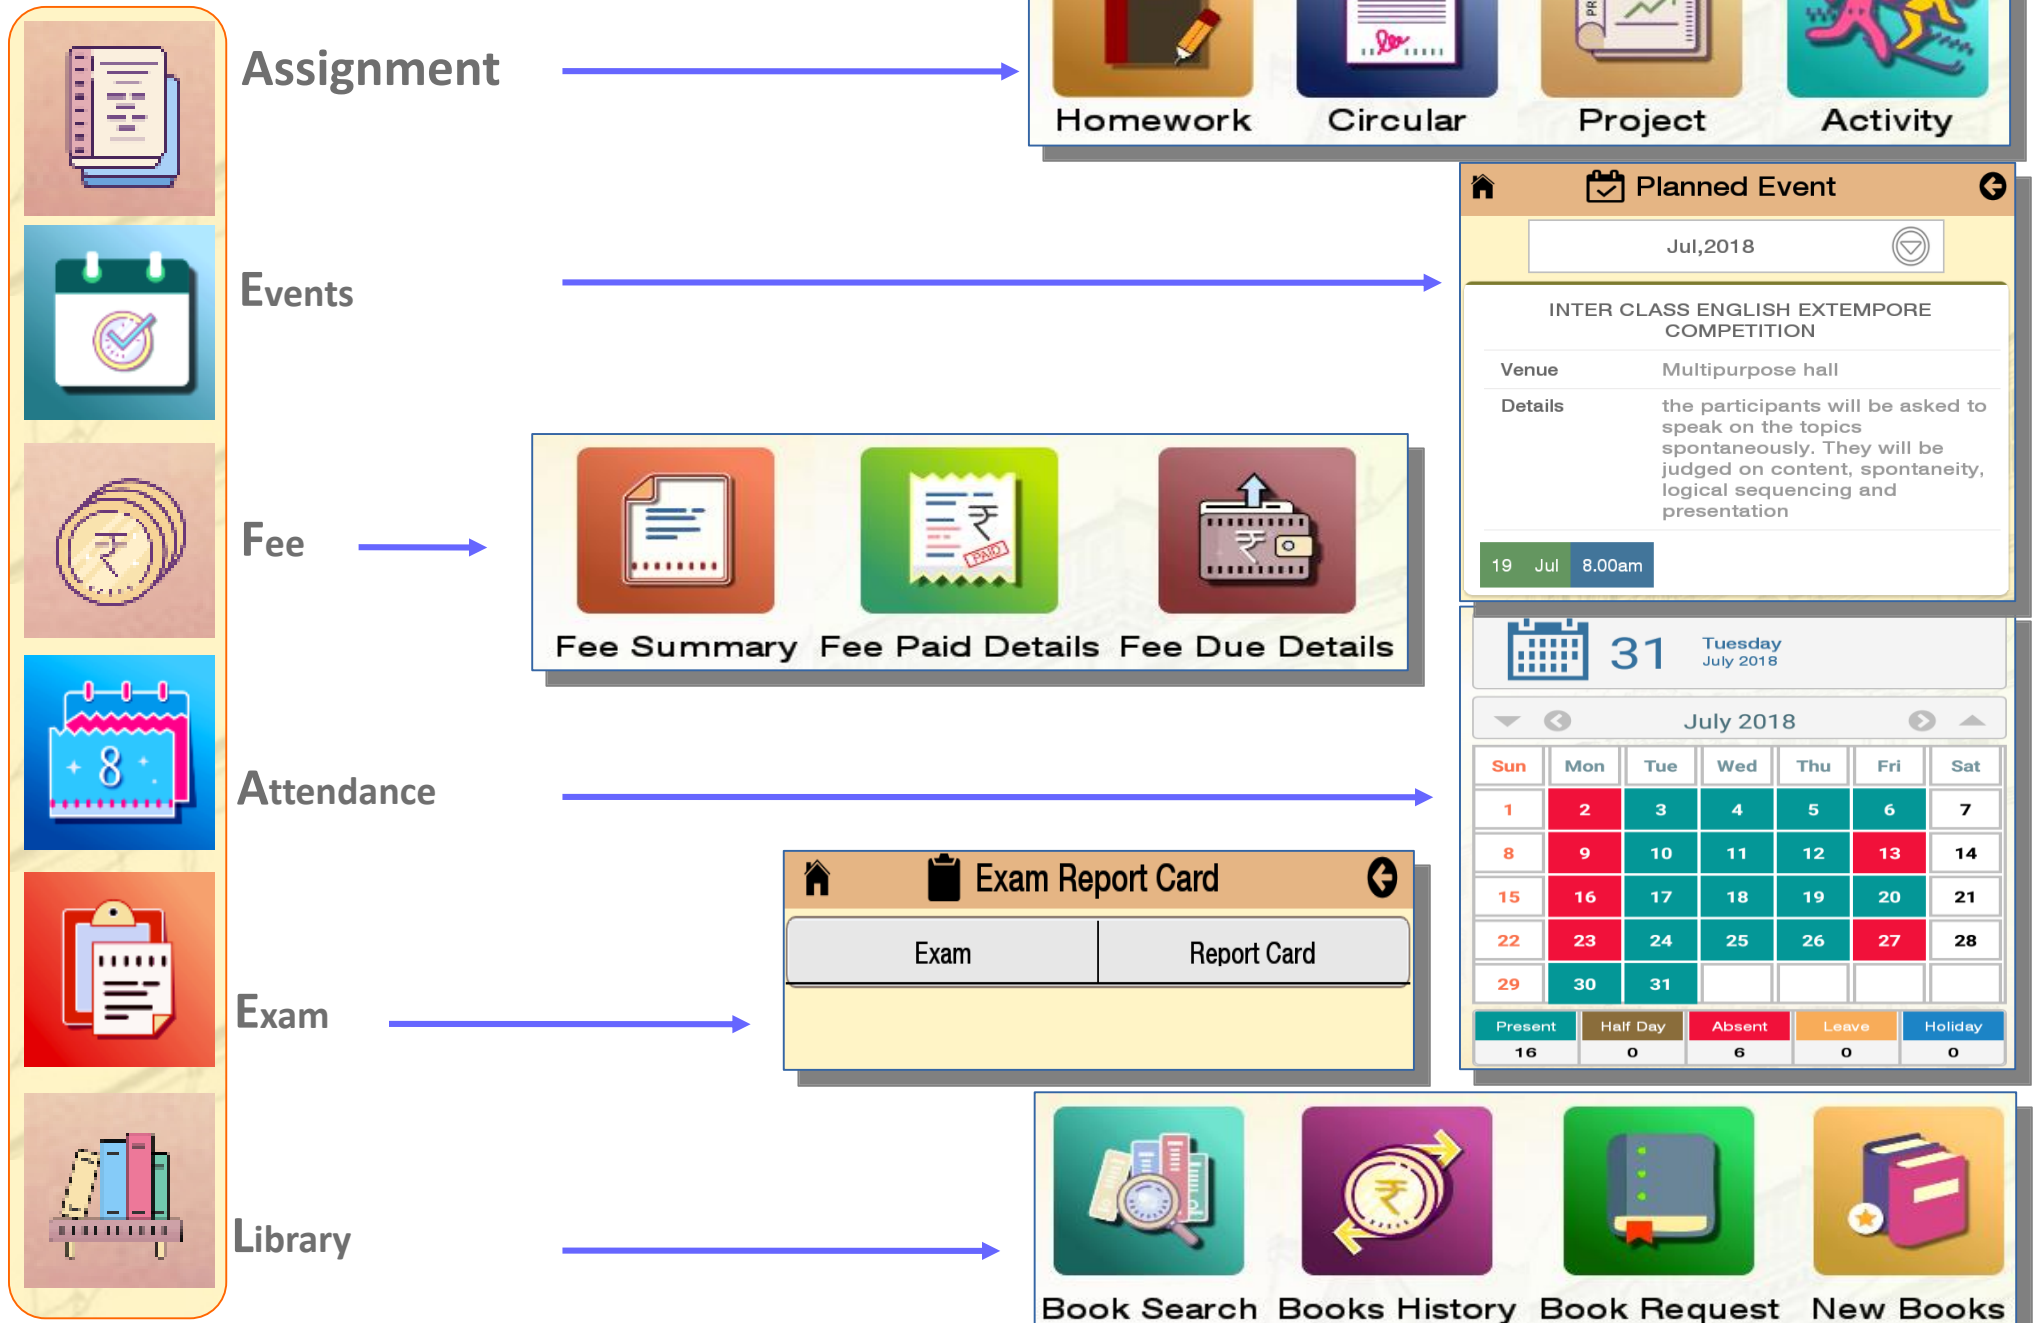 Assignment
Homework Circular Project Activity
Events
Planned Event
Jul,2018
INTER CLASS ENGLISH EXTEMPORE
COMPETITION
Venue Multipurpose hall
Details the participants will be asked to
speak on the topics
spontaneously. They will be
judged on content, spontaneity,
logical sequencing and
presentation
19 Jul 8.00am
Fee
₹
₹
PAID
₹
Fee Summary Fee Paid Details Fee Due Details
Attendance
8
31 Tuesday
July 2018
July 2018
Sun Mon Tue Wed Thu Fri Sat
1 2 3 4 5 6 7
8 9 10 11 12 13 14
15 16 17 18 19 20 21
22 23 24 25 26 27 28
29 30 31
Present Half Day Absent Leave Holiday
16 0 6 0 0
Exam
Exam Report Card
Exam Report Card
Library
₹
Book Search Books History Book Request New Books